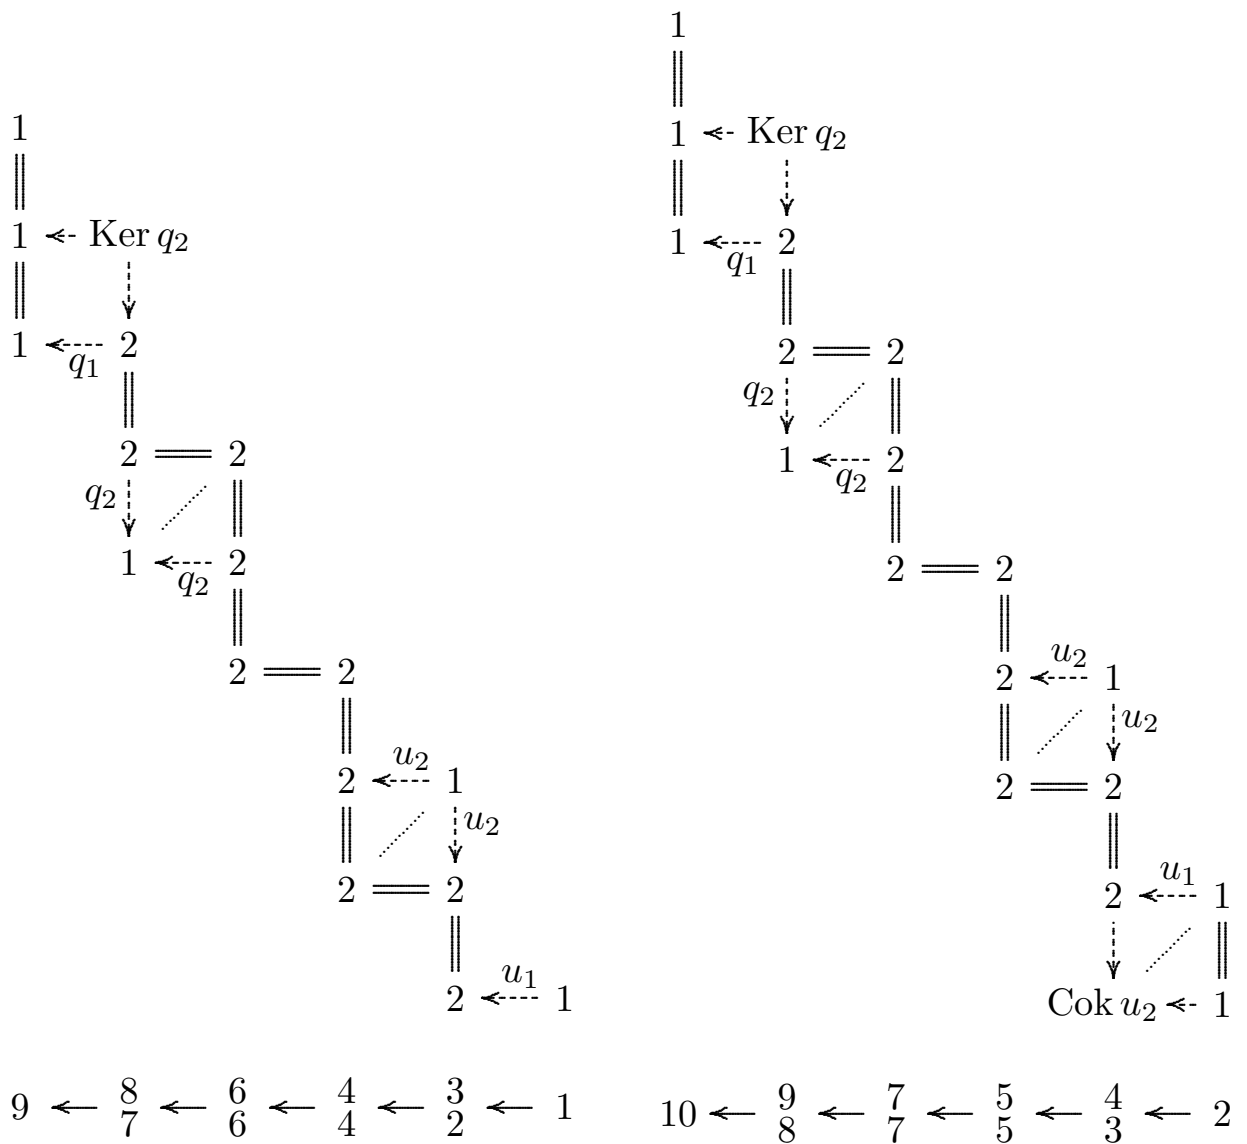 1
1 Ker q₂
1 2
q₁
2 2
q₂
1 2
q₂
2 2
u₂
2 1
u₂
2 2
u₁
2 1
8 6 4 3
9 ← ← ← ← ← 1
7 6 4 2
1
1 Ker q₂
1 2
q₁
2 2
q₂
1 2
q₂
2 2
u₂
2 1
u₂
2 2
u₁
2 1
Cok u₂ 1
9 7 5 4
10 ← ← ← ← ← 2
8 7 5 3